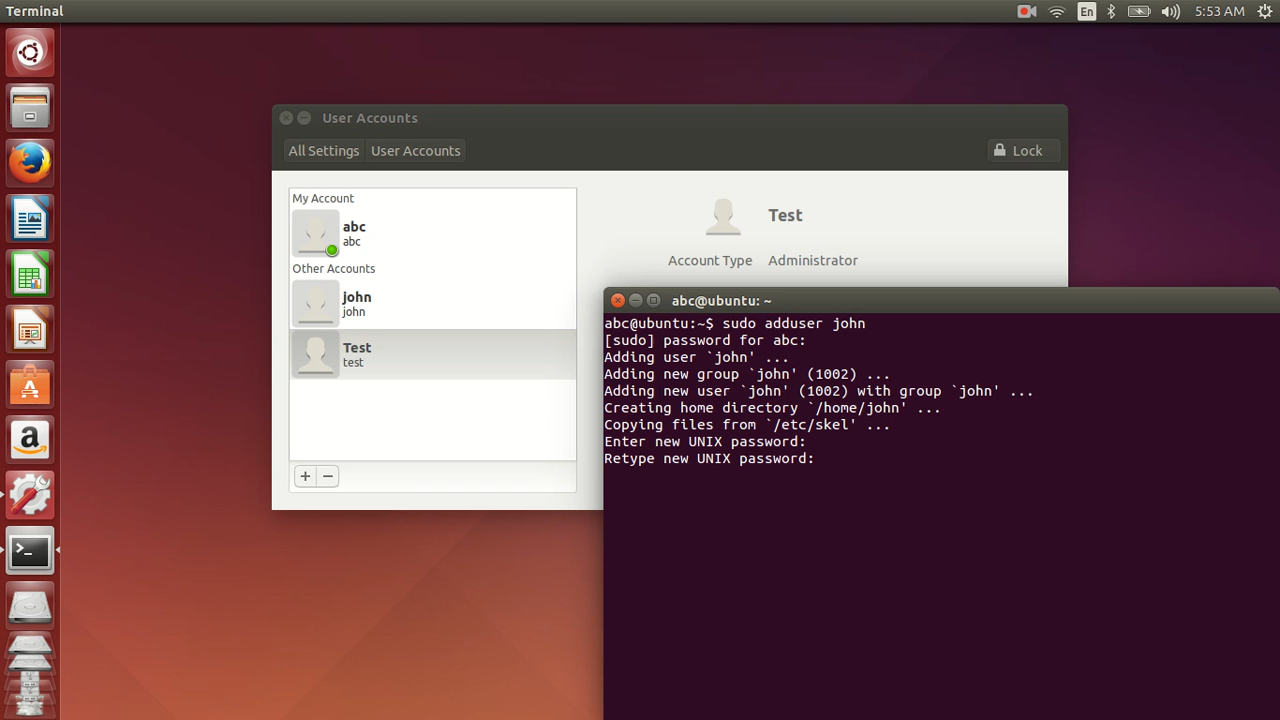 Terminal
En
5:53 AM
User Accounts
All Settings
User Accounts
Lock
My Account
abc
abc
Other Accounts
john
john
Test
test
+
−
Test
Account Type
Administrator
abc@ubuntu: ~
abc@ubuntu:~$ sudo adduser john
[sudo] password for abc:
Adding user `john' ...
Adding new group `john' (1002) ...
Adding new user `john' (1002) with group `john' ...
Creating home directory `/home/john' ...
Copying files from `/etc/skel' ...
Enter new UNIX password:
Retype new UNIX password: